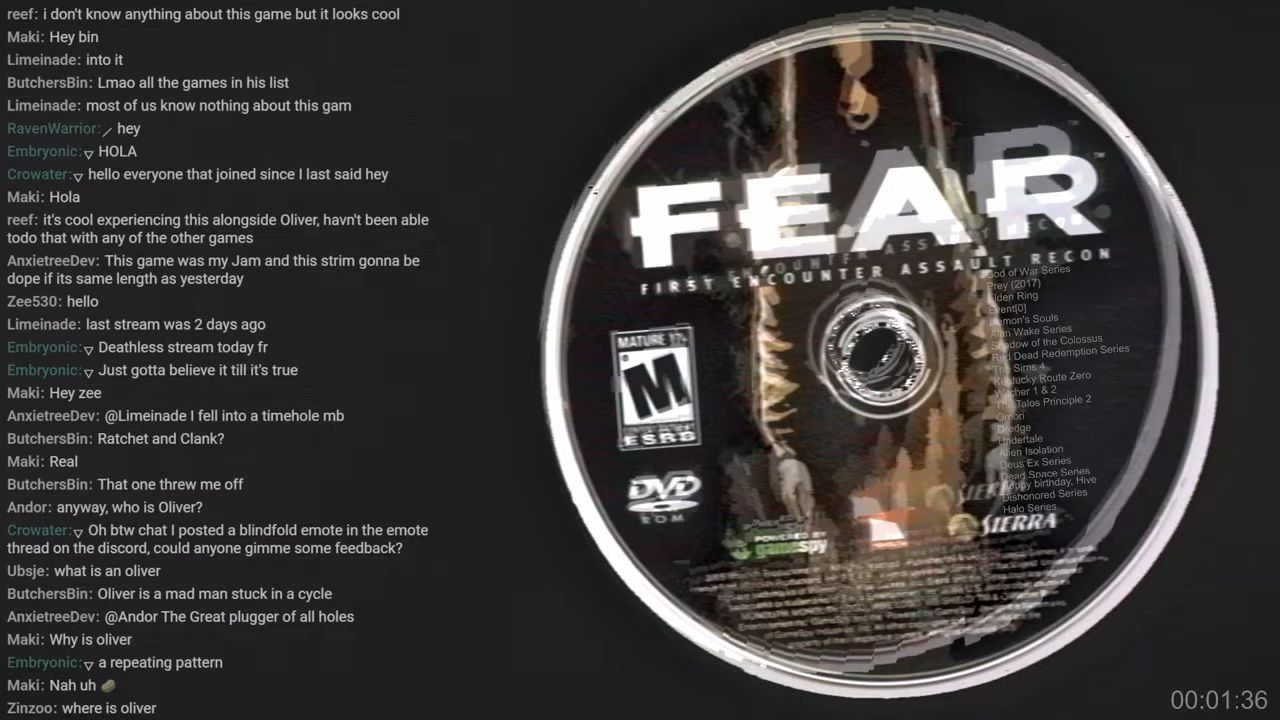 reef: i don't know anything about this game but it looks cool
Maki: Hey bin
Limeinade: into it
ButchersBin: Lmao all the games in his list
Limeinade: most of us know nothing about this gam
RavenWarrior: hey
Embryonic: HOLA
Crowater: hello everyone that joined since I last said hey
Maki: Hola
reef: it's cool experiencing this alongside Oliver, havn't been able
todo that with any of the other games
AnxietreeDev: This game was my Jam and this strim gonna be
dope if its same length as yesterday
Zee530: hello
Limeinade: last stream was 2 days ago
Embryonic: Deathless stream today fr
Embryonic: Just gotta believe it till it's true
Maki: Hey zee
AnxietreeDev: @Limeinade I fell into a timehole mb
ButchersBin: Ratchet and Clank?
Maki: Real
ButchersBin: That one threw me off
Andor: anyway, who is Oliver?
Crowater: Oh btw chat I posted a blindfold emote in the emote
thread on the discord, could anyone gimme some feedback?
Ubsje: what is an oliver
ButchersBin: Oliver is a mad man stuck in a cycle
AnxietreeDev: @Andor The Great plugger of all holes
Maki: Why is oliver
Embryonic: a repeating pattern
Maki: Nah uh 🥔
Zinzoo: where is oliver
FEAR
™
FIRST ENCOUNTER ASSAULT RECON
God of War Series
Prey (2017)
Elden Ring
Event[0]
Demon's Souls
Alan Wake Series
Shadow of the Colossus
Red Dead Redemption Series
The Sims 4
Kentucky Route Zero
Witcher 1 & 2
The Talos Principle 2
Omori
Dredge
Undertale
Alien Isolation
Deus Ex Series
Dead Space Series
Happy birthday, Hive
Dishonored Series
Halo Series
MATURE 17+
M
ESRB
DVD
ROM
POWERED BY
gamespy
SIERRA
00:01:36